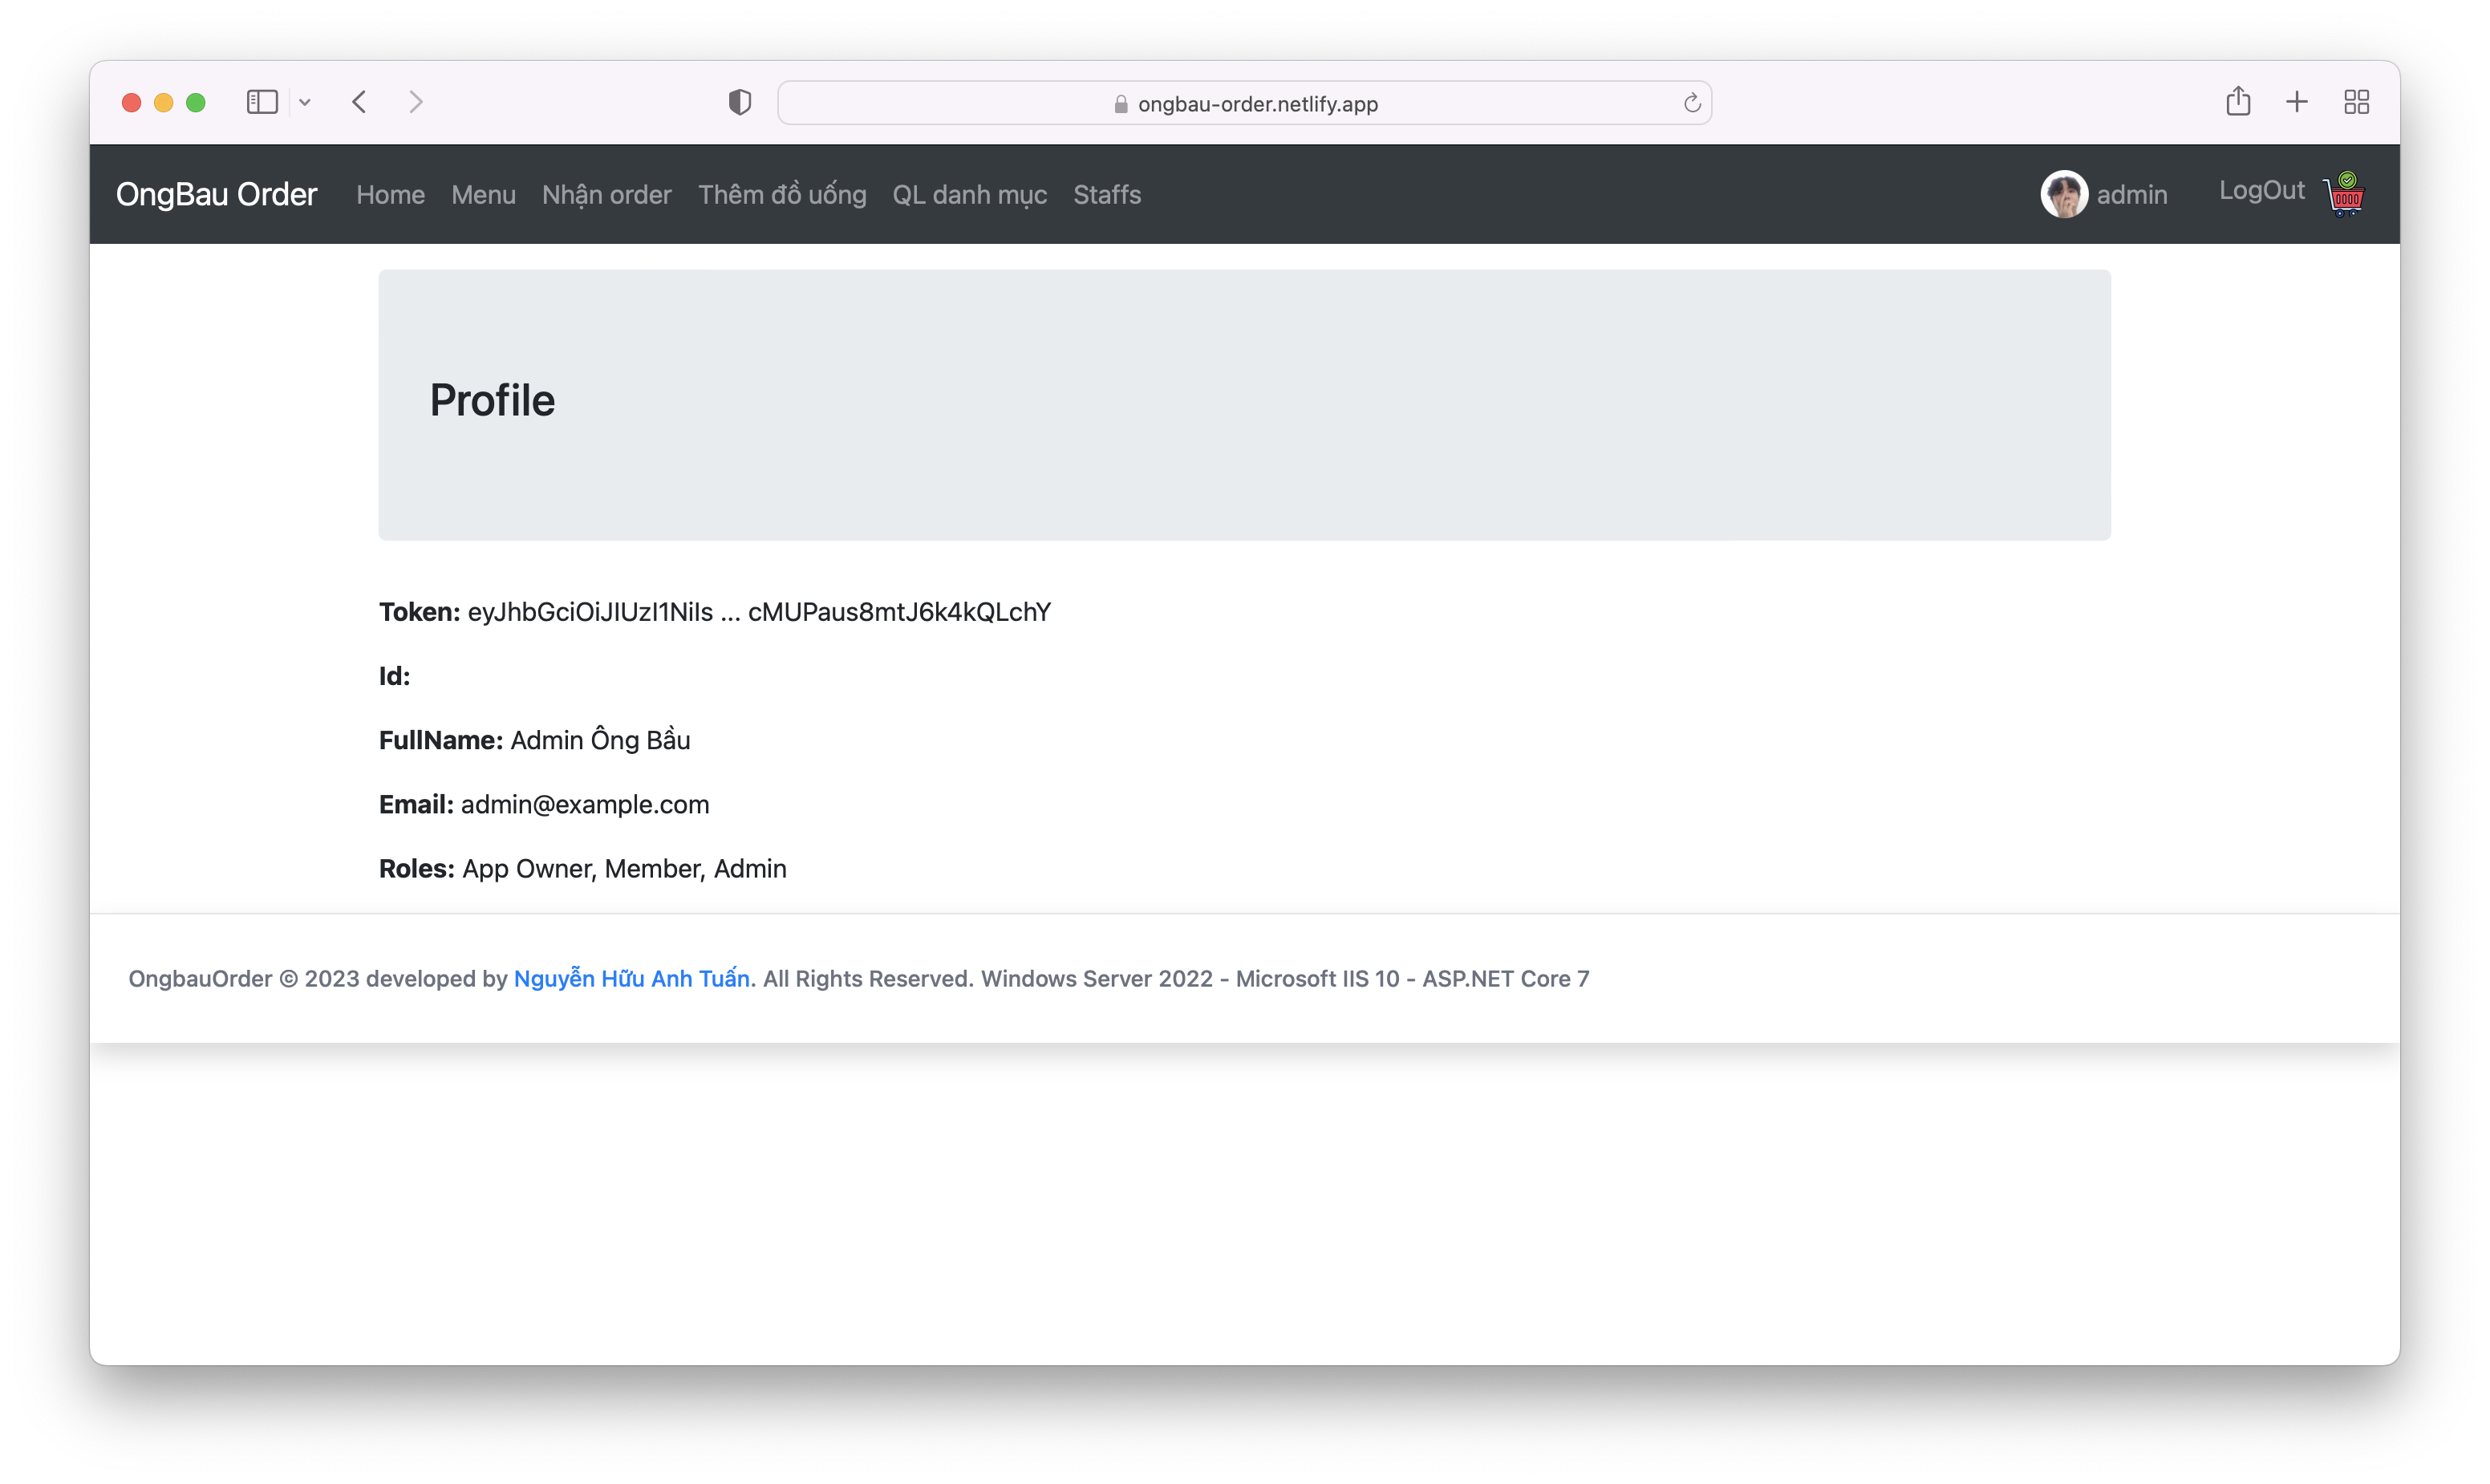 ongbau-order.netlify.app
OngBau Order Home Menu Nhận order Thêm đồ uống QL danh mục Staffs admin LogOut
Profile
Token: eyJhbGciOiJIUzI1NiIs ... cMUPaus8mtJ6k4kQLchY
Id:
FullName: Admin Ông Bầu
Email: admin@example.com
Roles: App Owner, Member, Admin
OngbauOrder © 2023 developed by Nguyễn Hữu Anh Tuấn. All Rights Reserved. Windows Server 2022 - Microsoft IIS 10 - ASP.NET Core 7